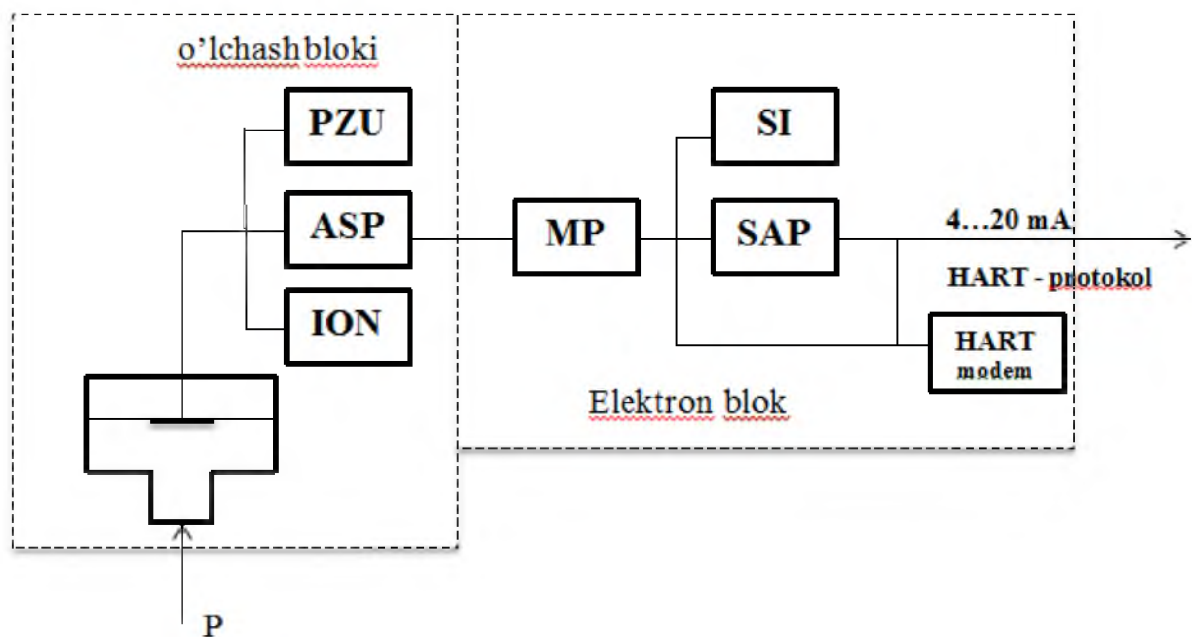 o’lchash bloki
PZU
ASP
ION
P
MP
SI
SAP
4…20 mA
HART - protokol
HART
modem
Elektron blok